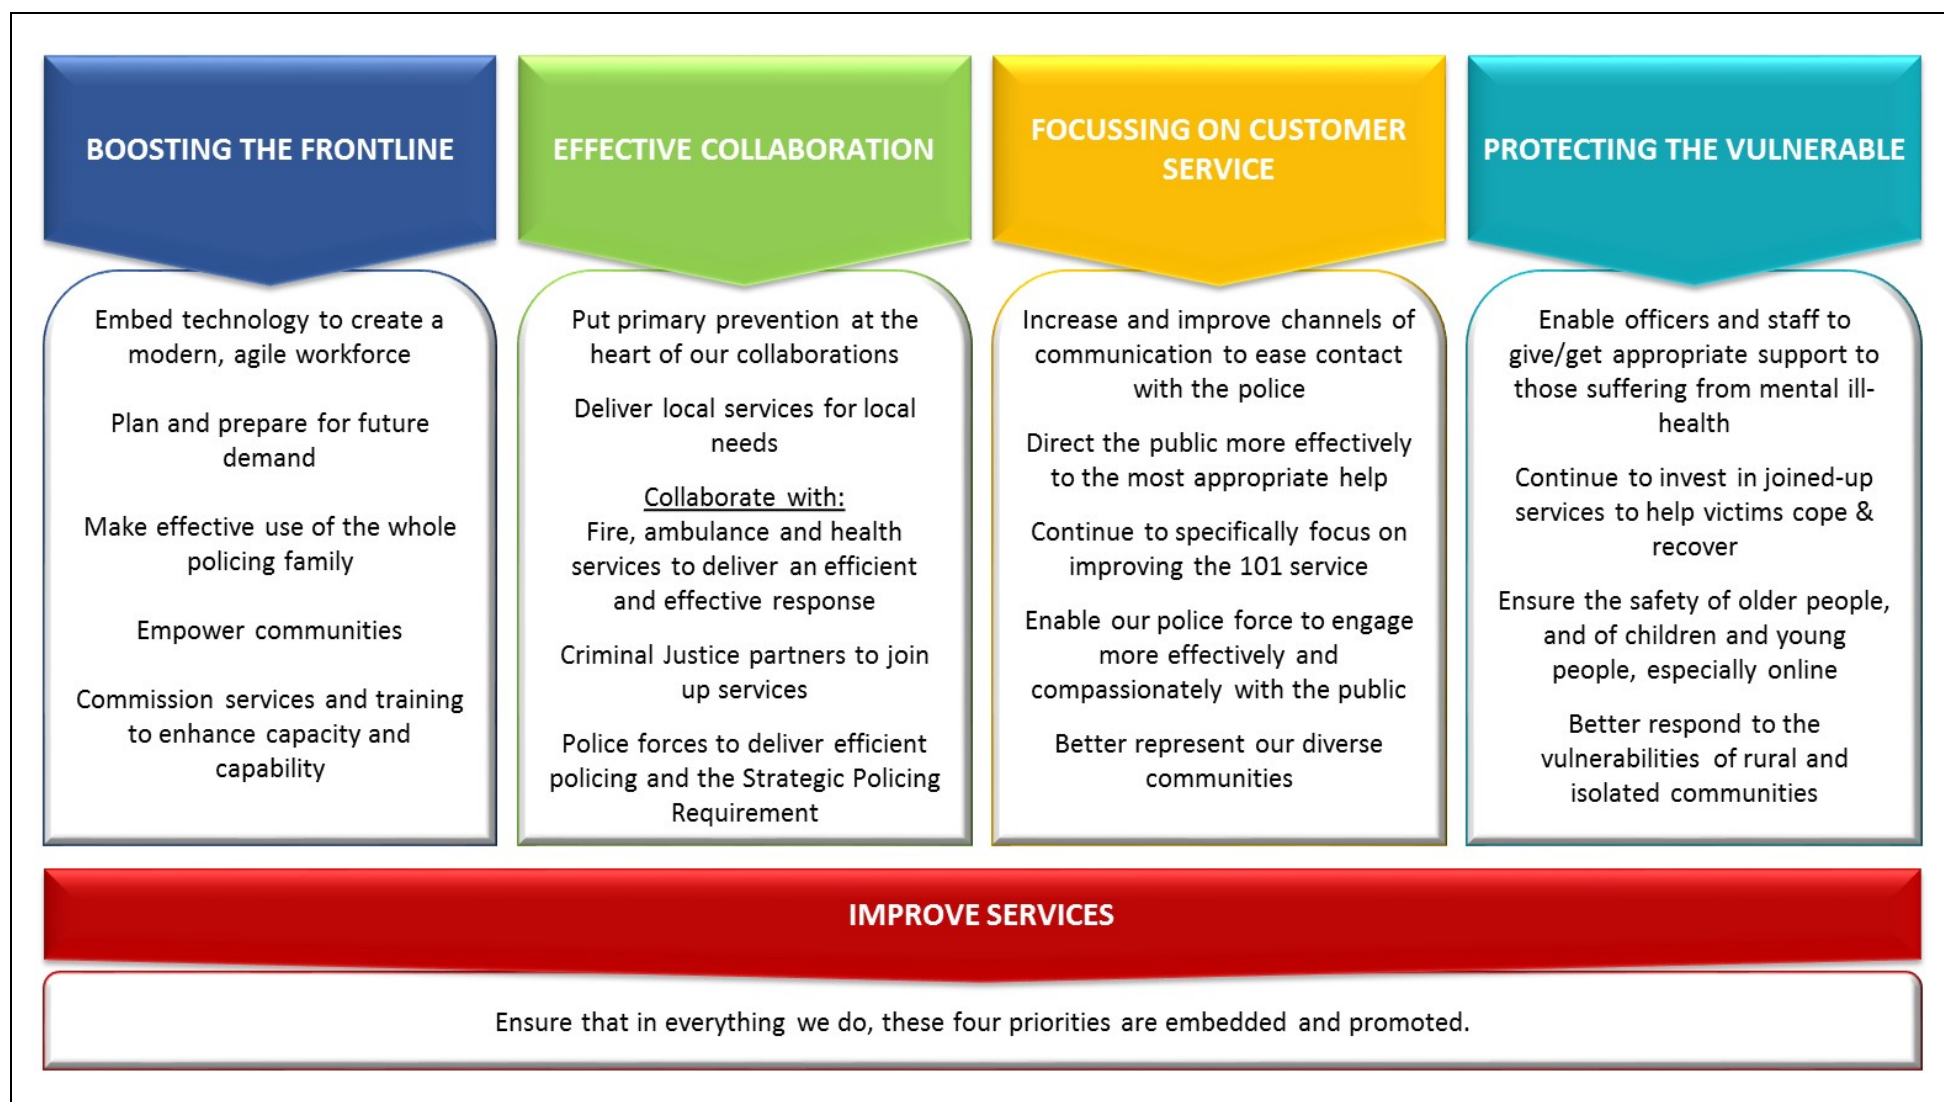 BOOSTING THE FRONTLINE
Embed technology to create a
modern, agile workforce
Plan and prepare for future
demand
Make effective use of the whole
policing family
Empower communities
Commission services and training
to enhance capacity and
capability
EFFECTIVE COLLABORATION
Put primary prevention at the
heart of our collaborations
Deliver local services for local
needs
Collaborate with:
Fire, ambulance and health
services to deliver an efficient
and effective response
Criminal Justice partners to join
up services
Police forces to deliver efficient
policing and the Strategic Policing
Requirement
FOCUSSING ON CUSTOMER
SERVICE
Increase and improve channels of
communication to ease contact
with the police
Direct the public more effectively
to the most appropriate help
Continue to specifically focus on
improving the 101 service
Enable our police force to engage
more effectively and
compassionately with the public
Better represent our diverse
communities
PROTECTING THE VULNERABLE
Enable officers and staff to
give/get appropriate support to
those suffering from mental ill-
health
Continue to invest in joined-up
services to help victims cope &
recover
Ensure the safety of older people,
and of children and young
people, especially online
Better respond to the
vulnerabilities of rural and
isolated communities
IMPROVE SERVICES
Ensure that in everything we do, these four priorities are embedded and promoted.